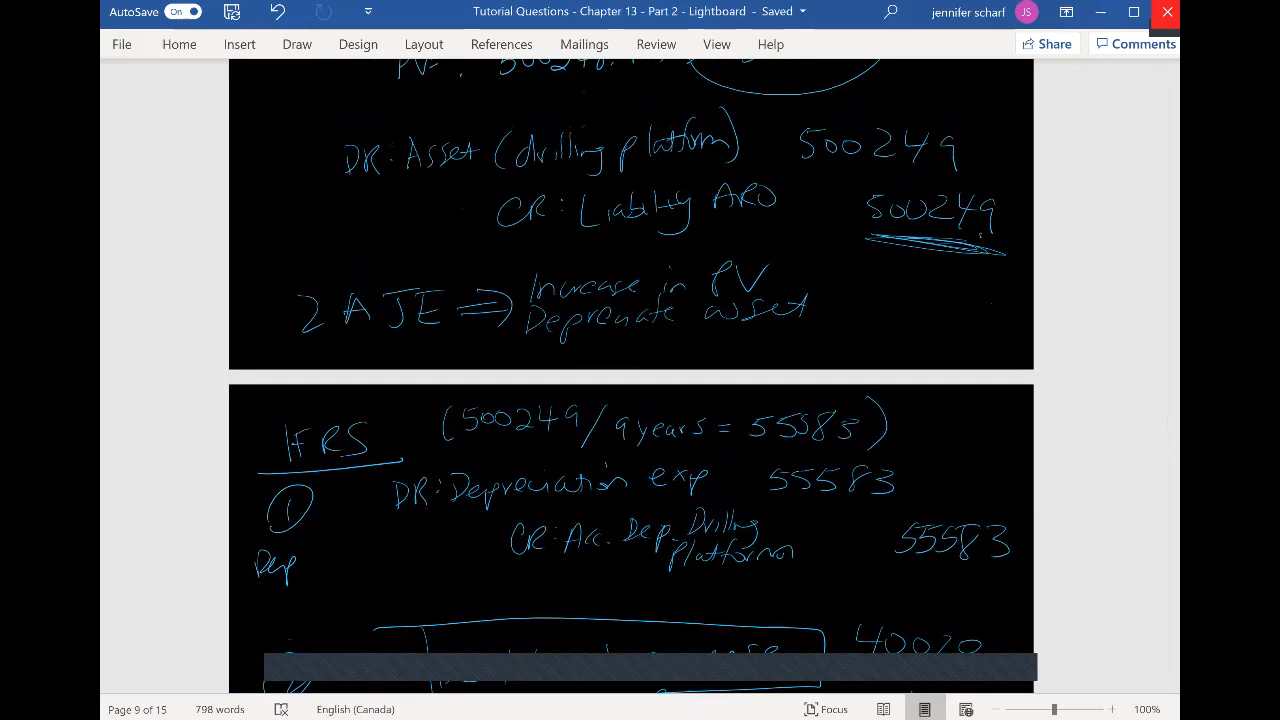 AutoSave On Tutorial Questions - Chapter 13 - Part 2 - Lightboard - Saved jennifer scharf JS
File Home Insert Draw Design Layout References Mailings Review View Help Share Comments
PV= 500248.
DR: Asset (drilling platform) 500249
CR: Liability ARO 500249
2 AJE ⇒ Increase in PV
Depreciate asset
IFRS (500249/9 years = 55583)
1
DR: Depreciation exp 55583
CR: Acc. Dep. Drilling
Platform 55583
Dep
40020
Page 9 of 15 798 words English (Canada) Focus 100%